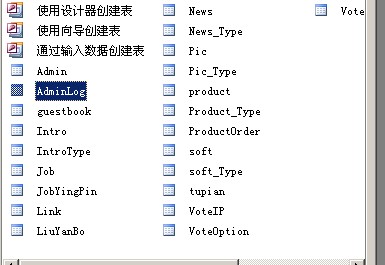 使用设计器创建表
使用向导创建表
通过输入数据创建表
Admin
AdminLog
guestbook
Intro
IntroType
Job
JobYingPin
Link
LiuYanBo
News
News_Type
Pic
Pic_Type
product
Product_Type
ProductOrder
soft
soft_Type
tupian
VoteIP
VoteOption
Vote